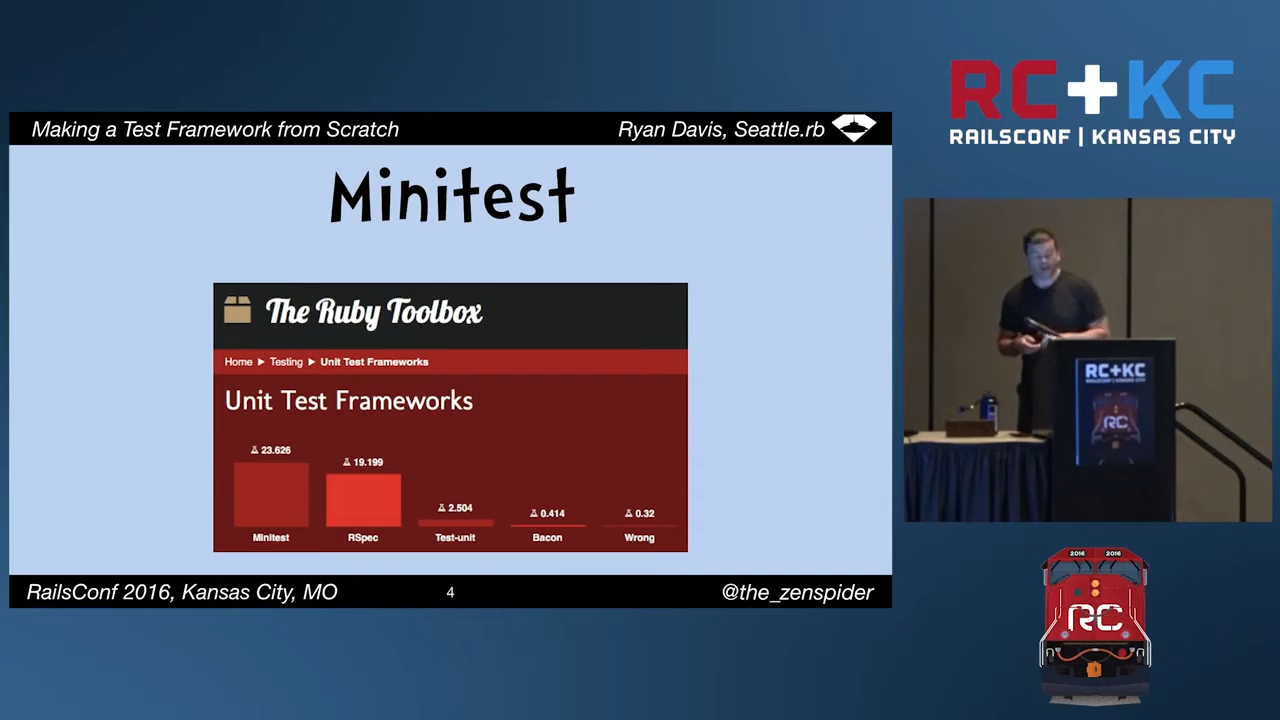 Making a Test Framework from Scratch
Ryan Davis, Seattle.rb
Minitest
The Ruby Toolbox
Home ▶ Testing ▶ Unit Test Frameworks
Unit Test Frameworks
23.626
19.199
2.504
0.414
0.32
Minitest
RSpec
Test-unit
Bacon
Wrong
RailsConf 2016, Kansas City, MO
4
@the_zenspider
RC+KC
RAILSCONF | KANSAS CITY
RC+KC
RAILSCONF | KANSAS CITY
RC
2016 2016
RC